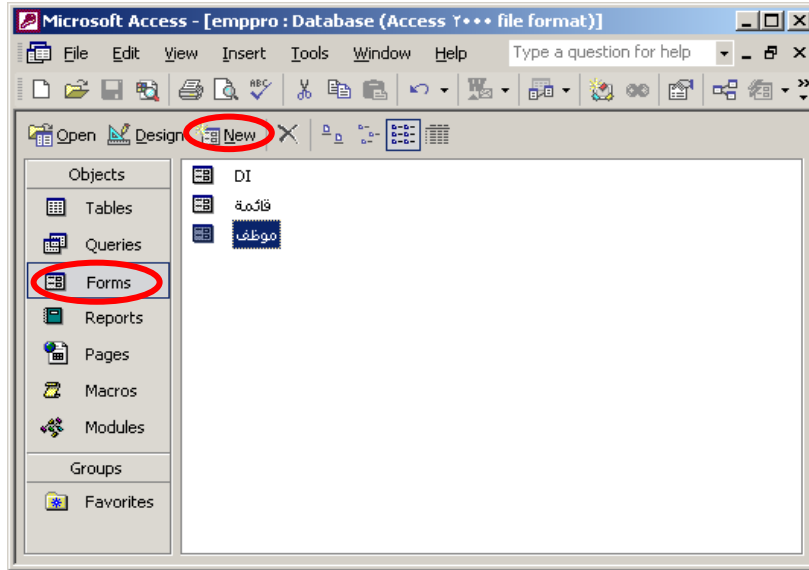 Microsoft Access - [emppro : Database (Access ٢٠٠٠ file format)]
File Edit View Insert Tools Window Help Type a question for help
ABC
Open Design New
Objects
Tables
Queries
Forms
Reports
Pages
Macros
Modules
Groups
Favorites
DI
قائمة
موظف